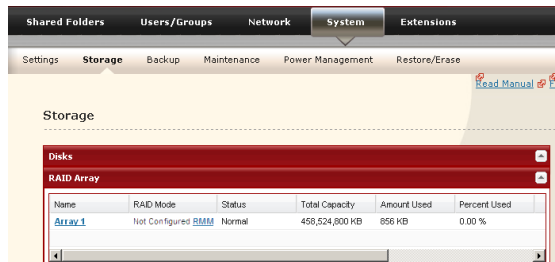 Shared Folders Users/Groups Network System Extensions
Settings Storage Backup Maintenance Power Management Restore/Erase
Read Manual
Storage
Disks
RAID Array
Name RAID Mode Status Total Capacity Amount Used Percent Used
Array 1 Not Configured RMM Normal 458,524,800 KB 856 KB 0.00 %